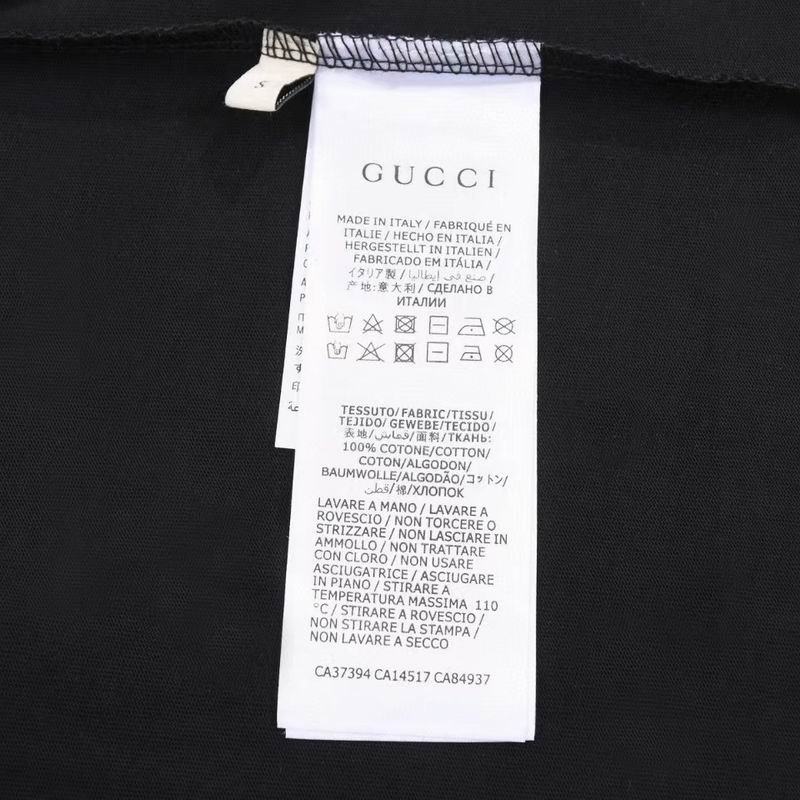 S
GUCCI
MADE IN ITALY / FABRIQUÉ EN
ITALIE / HECHO EN ITALIA /
HERGESTELLT IN ITALIEN /
FABRICADO EM ITÁLIA /
イタリア製 / صنع في إيطاليا /
产地:意大利 / СДЕЛАНО В
ИТАЛИИ
TESSUTO/FABRIC/TISSU/
TEJIDO/GEWEBE/TECIDO/
表地/قماش/面料/ТКАНЬ:
100% COTONE/COTTON/
COTON/ALGODON/
BAUMWOLLE/ALGODÃO/コットン/
قطن/棉/ХЛОПОК
LAVARE A MANO / LAVARE A
ROVESCIO / NON TORCERE O
STRIZZARE / NON LASCIARE IN
AMMOLLO / NON TRATTARE
CON CLORO / NON USARE
ASCIUGATRICE / ASCIUGARE
IN PIANO / STIRARE A
TEMPERATURA MASSIMA 110
°C / STIRARE A ROVESCIO /
NON STIRARE LA STAMPA /
NON LAVARE A SECCO
CA37394 CA14517 CA84937